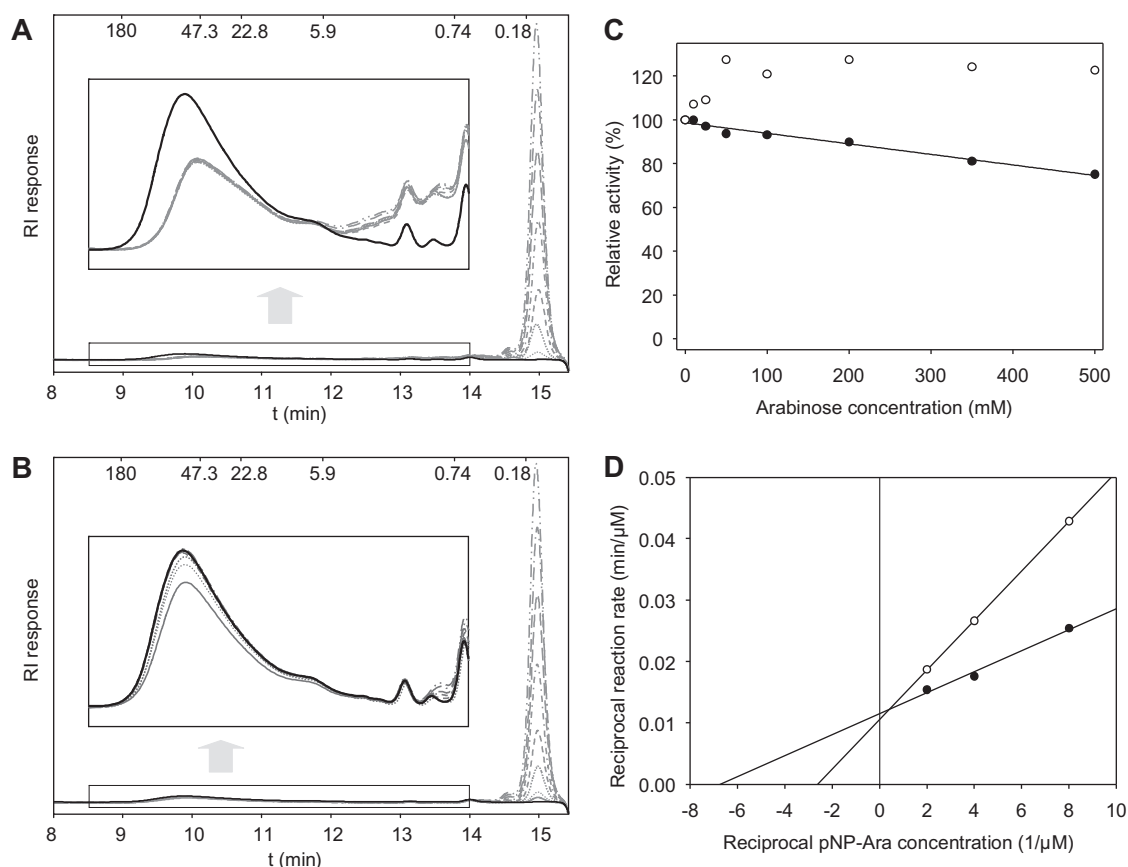 A
180 47.3 22.8 5.9 0.74 0.18
RI response
8 9 10 11 12 13 14 15
t (min)
B
180 47.3 22.8 5.9 0.74 0.18
RI response
8 9 10 11 12 13 14 15
t (min)
C
120
100
80
60
40
20
0
Relative activity (%)
0 100 200 300 400 500
Arabinose concentration (mM)
D
0.05
0.04
0.03
0.02
0.01
0.00
Reciprocal reaction rate (min/µM)
-8 -6 -4 -2 0 2 4 6 8 10
Reciprocal pNP-Ara concentration (1/µM)